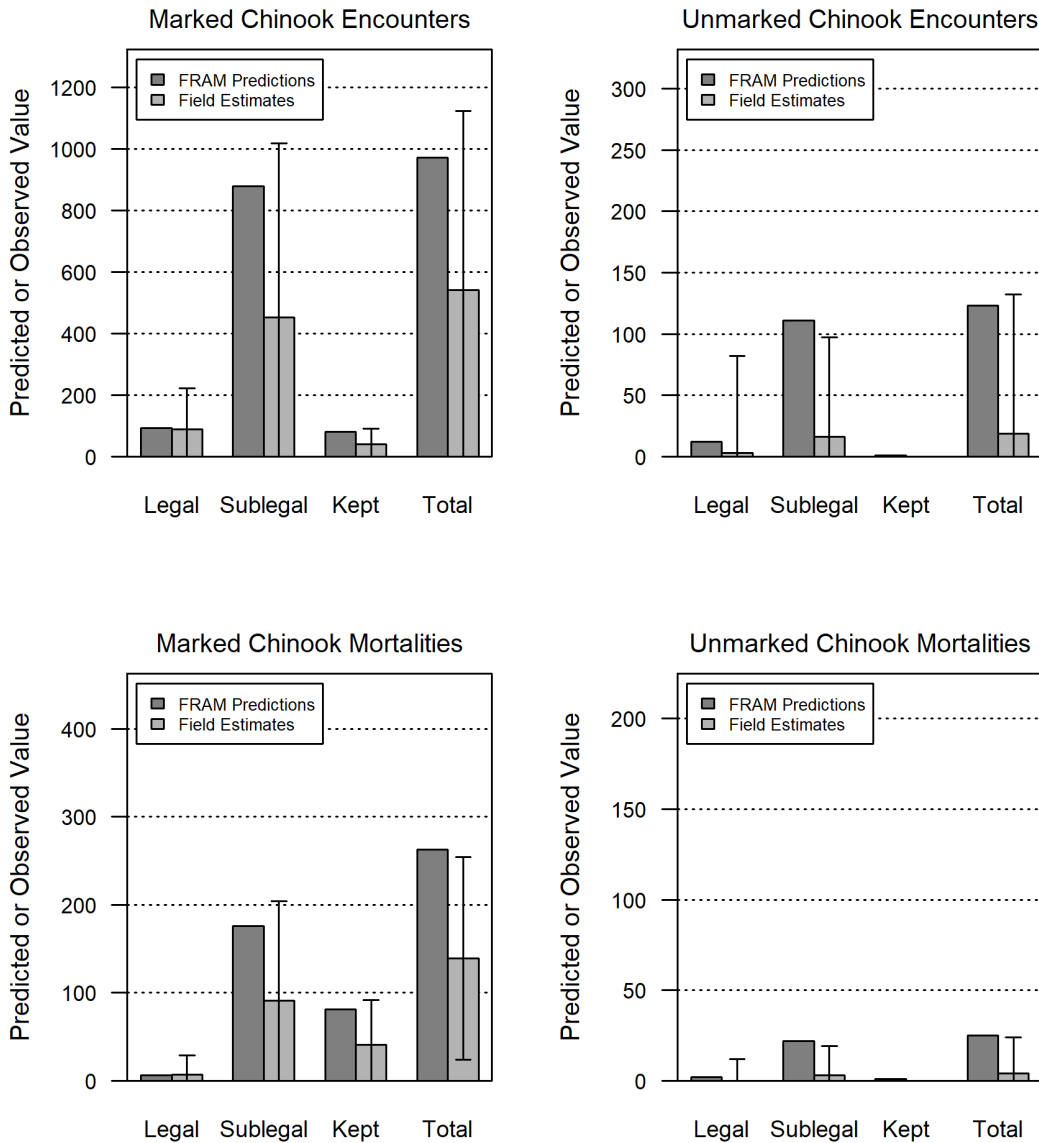 Marked Chinook Encounters
Predicted or Observed Value
1200
1000
800
600
400
200
0
FRAM Predictions
Field Estimates
Legal Sublegal Kept Total
Unmarked Chinook Encounters
Predicted or Observed Value
300
250
200
150
100
50
0
FRAM Predictions
Field Estimates
Legal Sublegal Kept Total
Marked Chinook Mortalities
Predicted or Observed Value
400
300
200
100
0
FRAM Predictions
Field Estimates
Legal Sublegal Kept Total
Unmarked Chinook Mortalities
Predicted or Observed Value
200
150
100
50
0
FRAM Predictions
Field Estimates
Legal Sublegal Kept Total